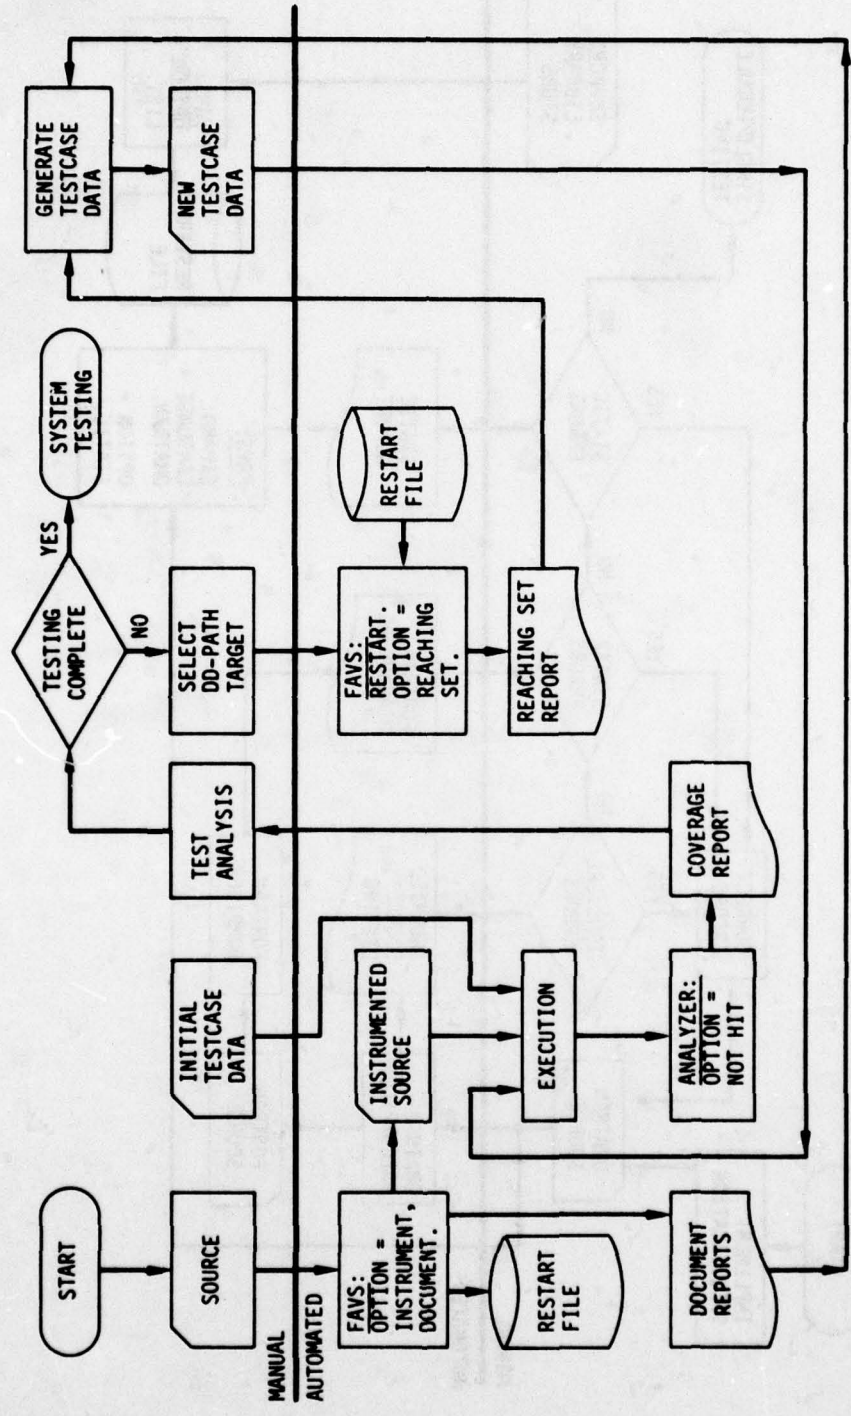 START
SOURCE
MANUAL
AUTOMATED
FAVS:
OPTION =
INSTRUMENT,
DOCUMENT.
RESTART
FILE
DOCUMENT
REPORTS
INITIAL
TESTCASE
DATA
INSTRUMENTED
SOURCE
EXECUTION
ANALYZER:
OPTION =
NOT HIT
COVERAGE
REPORT
TEST
ANALYSIS
TESTING
COMPLETE
YES
NO
SYSTEM
TESTING
SELECT
DD-PATH
TARGET
FAVS:
RESTART.
OPTION =
REACHING
SET.
RESTART
FILE
REACHING SET
REPORT
GENERATE
TESTCASE
DATA
NEW
TESTCASE
DATA